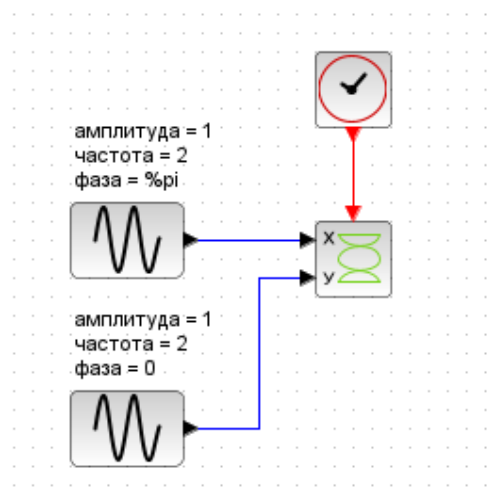 амплитуда = 1
частота = 2
фаза = %pi
X
У
амплитуда = 1
частота = 2
фаза = 0